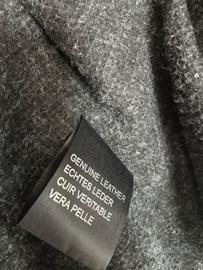 GENUINE LEATHER
ECHTES LEDER
CUIR VERITABLE
VERA PELLE